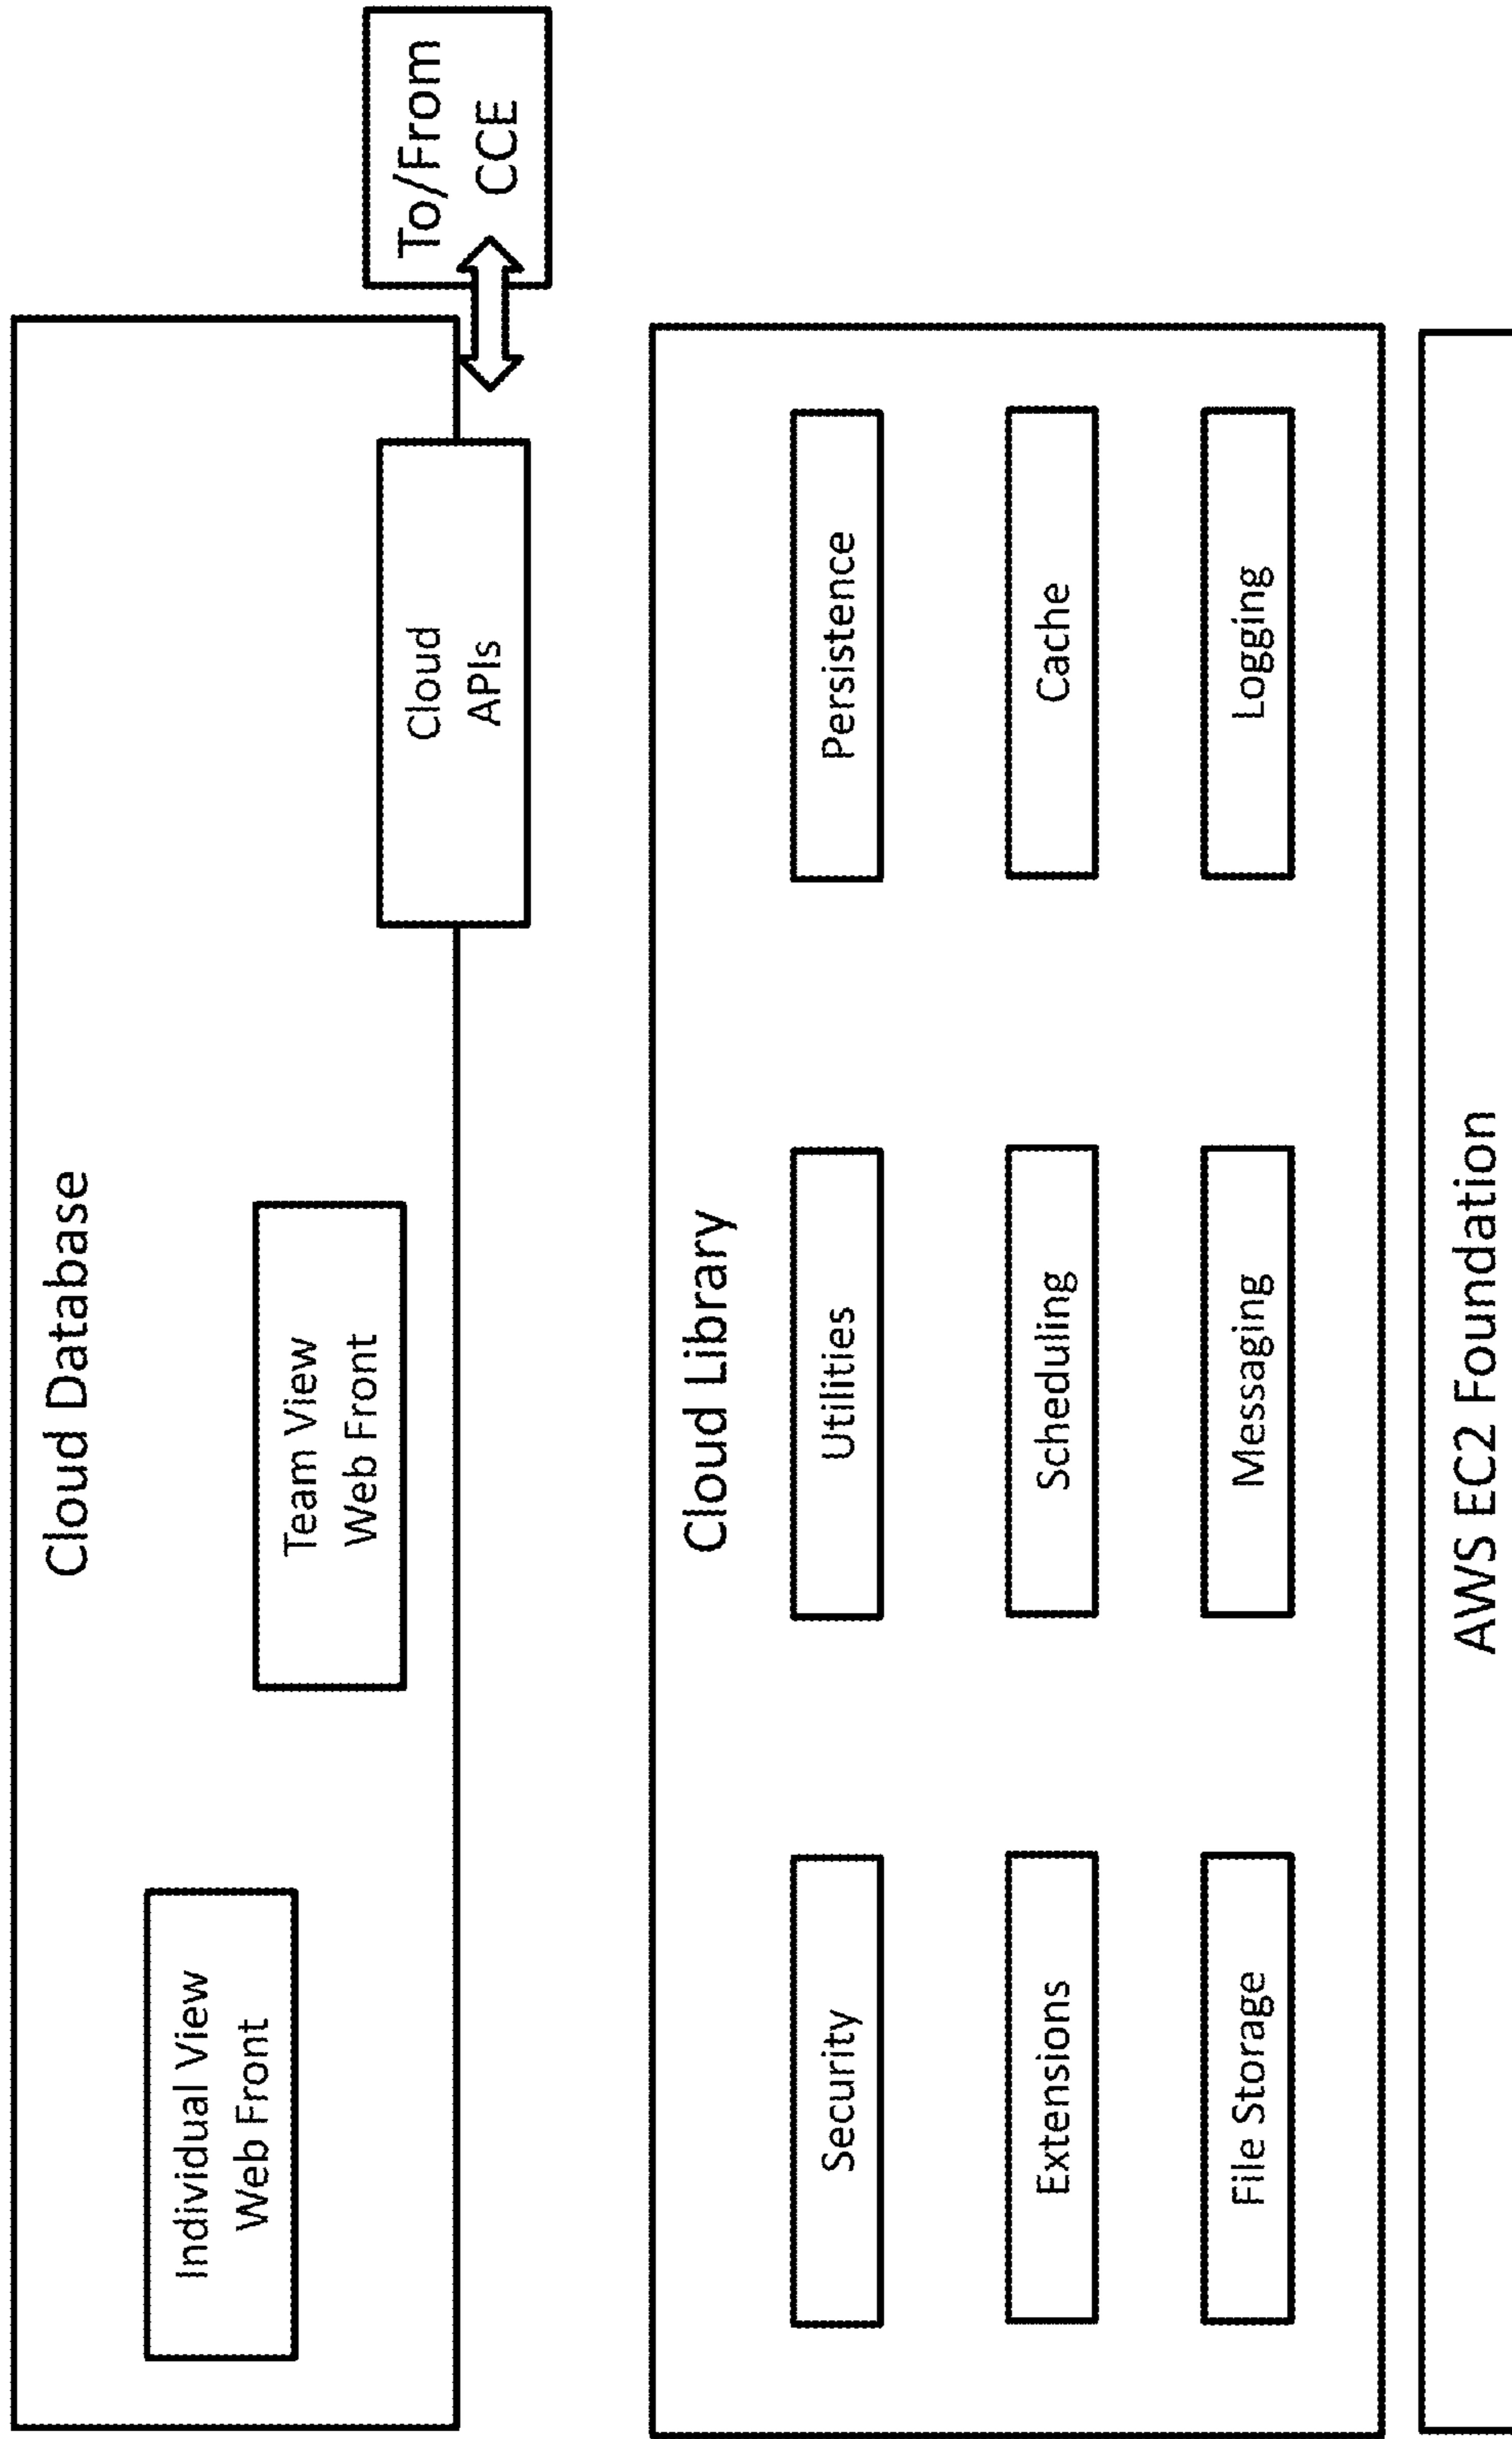 Cloud Database
Individual View
Web Front
Team View
Web Front
Cloud
APIs
To/From
CCE
Cloud Library
Security
Utilities
Persistence
Extensions
Scheduling
Cache
File Storage
Messaging
Logging
AWS EC2 Foundation